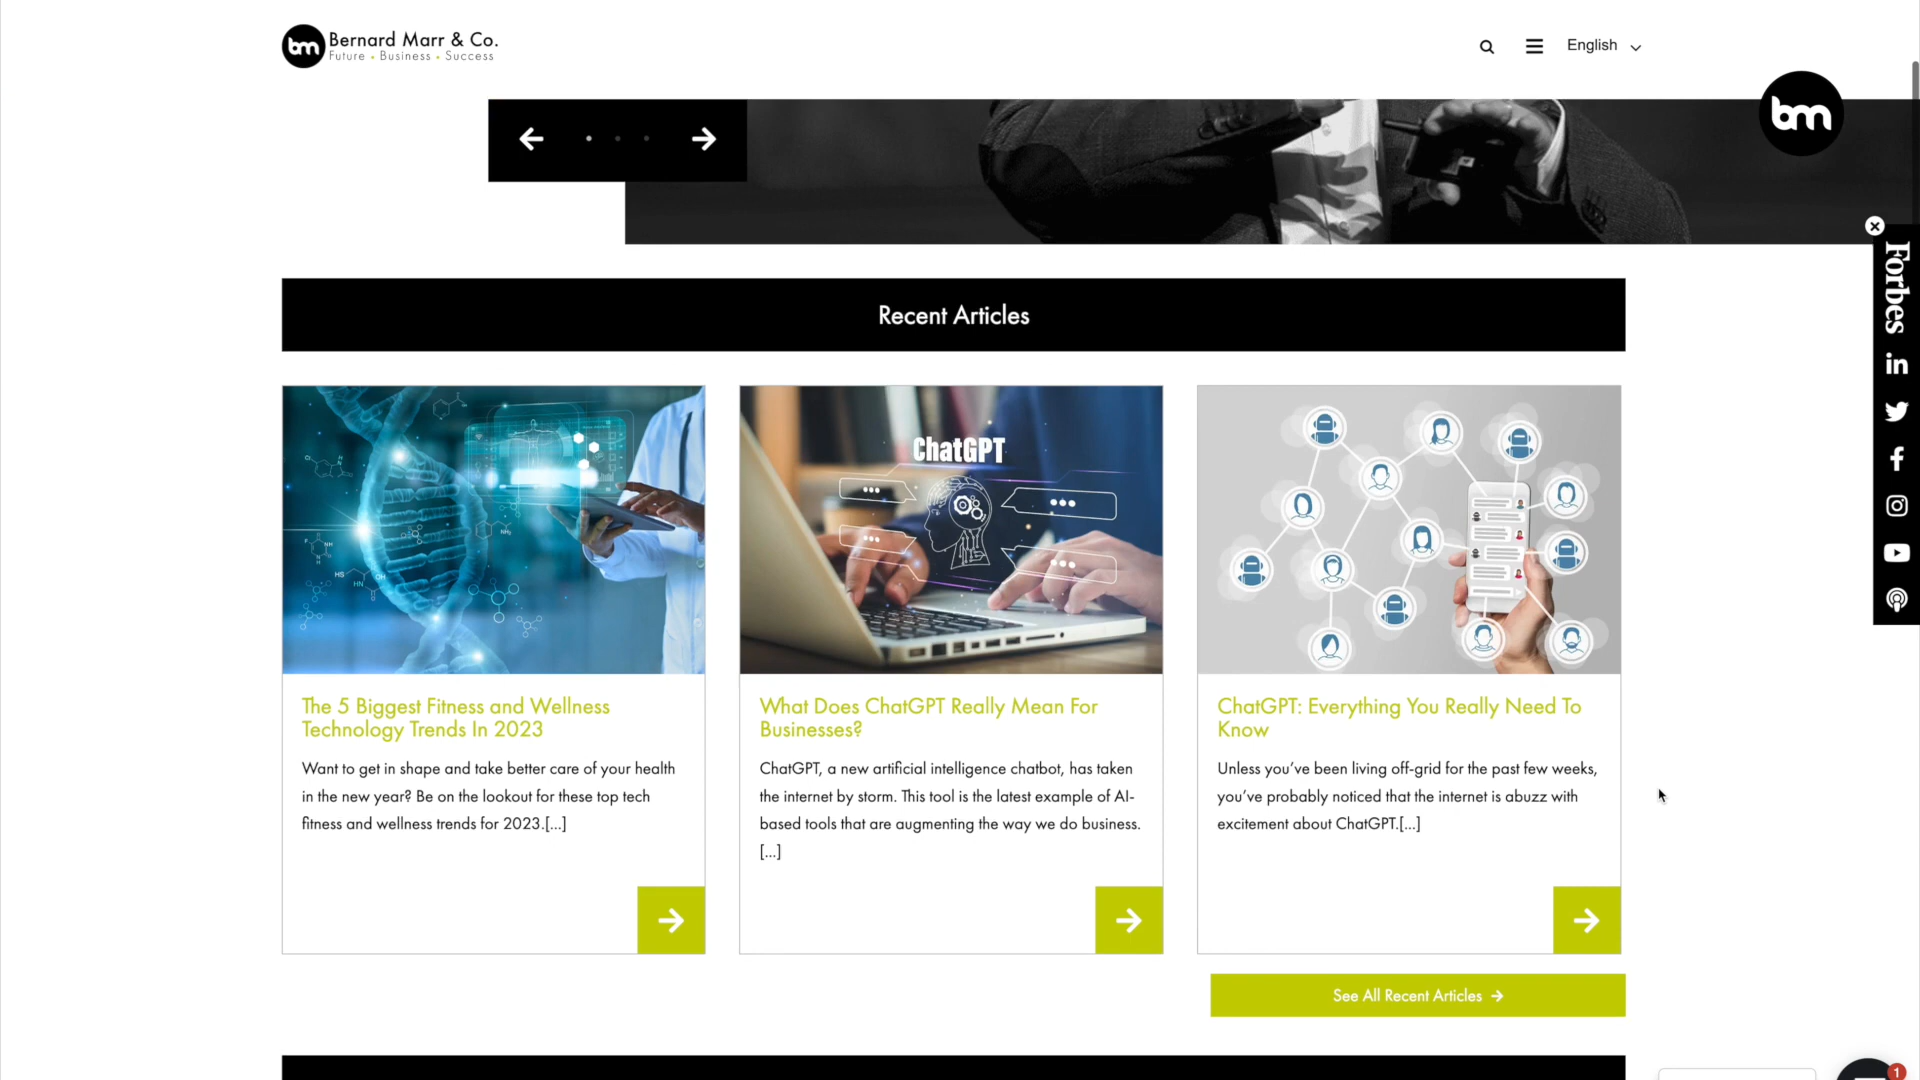 bm Bernard Marr & Co.
Future • Business • Success
English
bm
Forbes
Recent Articles
ChatGPT
The 5 Biggest Fitness and Wellness
Technology Trends In 2023
Want to get in shape and take better care of your health
in the new year? Be on the lookout for these top tech
fitness and wellness trends for 2023.[...]
What Does ChatGPT Really Mean For
Businesses?
ChatGPT, a new artificial intelligence chatbot, has taken
the internet by storm. This tool is the latest example of AI-
based tools that are augmenting the way we do business.
[...]
ChatGPT: Everything You Really Need To
Know
Unless you’ve been living off-grid for the past few weeks,
you’ve probably noticed that the internet is abuzz with
excitement about ChatGPT.[...]
See All Recent Articles
1